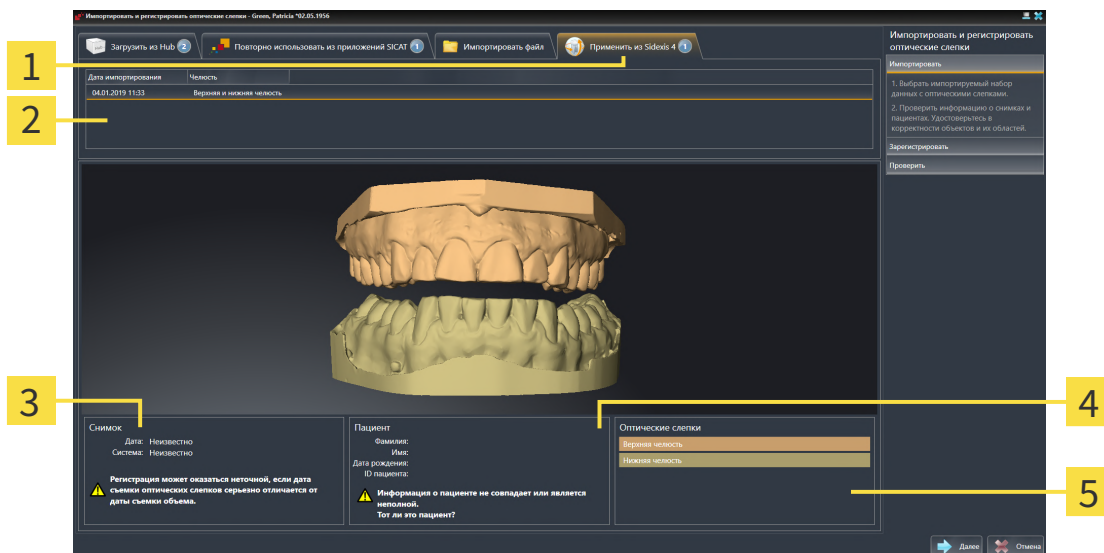 Импортировать и регистрировать оптические слепки - Green, Patricia *02.05.1956
Загрузить из Hub 2
Повторно использовать из приложений SICAT 1
Импортировать файл
Применить из Sidexis 4 1
Дата импортирования Челюсть
04.01.2019 11:33 Верхняя и нижняя челюсть
1
2
Импортировать и регистрировать
оптические слепки
Импортировать
1. Выбрать импортируемый набор
данных с оптическими слепками.
2. Проверить информацию о снимках и
пациентах. Удостоверьтесь в
корректности объектов и их областей.
Зарегистрировать
Проверить
3
Снимок
Дата: Неизвестно
Система: Неизвестно
Регистрация может оказаться неточной, если дата
съемки оптических слепков серьезно отличается от
даты съемки объема.
Пациент
Фамилия:
Имя:
Дата рождения:
ID пациента:
Информация о пациенте не совпадает или является
неполной.
Тот ли это пациент?
Оптические слепки
Верхняя челюсть
Нижняя челюсть
4
5
Далее
Отмена